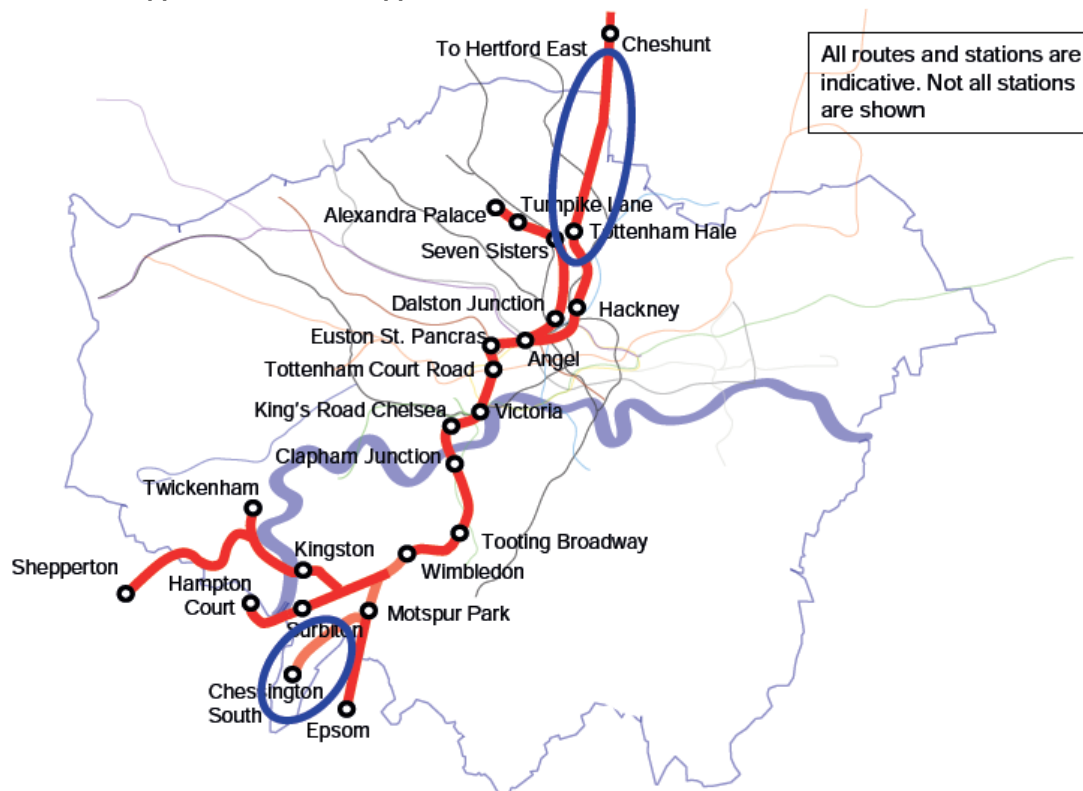 To Hertford East
Cheshunt
All routes and stations are
indicative. Not all stations
are shown
Alexandra Palace
Turnpike Lane
Seven Sisters
Tottenham Hale
Dalston Junction
Hackney
Euston St. Pancras
Angel
Tottenham Court Road
King's Road Chelsea
Victoria
Clapham Junction
Twickenham
Tooting Broadway
Shepperton
Kingston
Wimbledon
Hampton
Court
Surbiton
Motspur Park
Chessington
South
Epsom